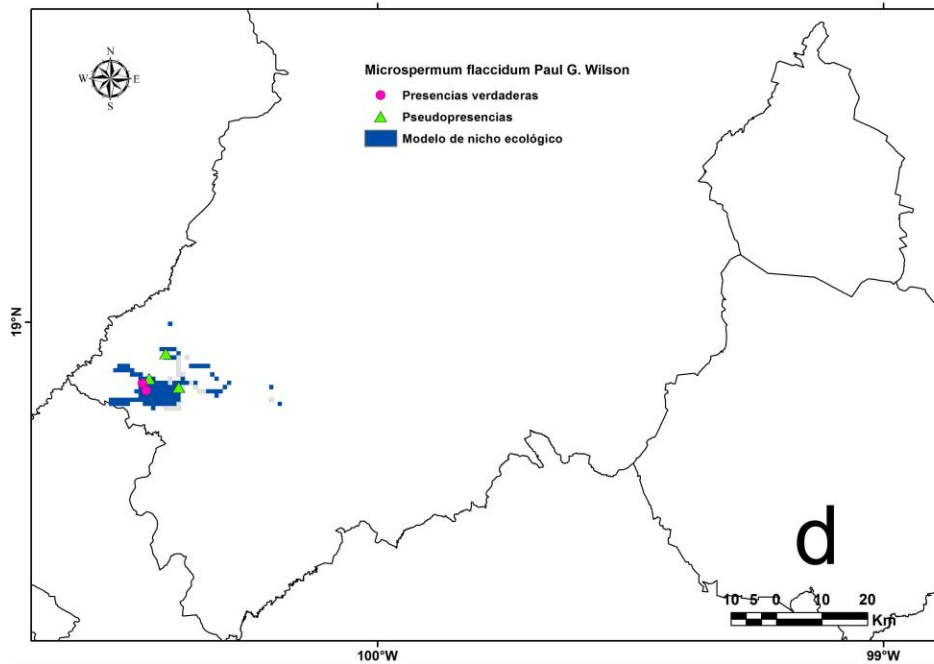 N
W E
S
Microspermum flaccidum Paul G. Wilson
Presencias verdaderas
Pseudopresencias
Modelo de nicho ecológico
19°N
d
10 5 0 10 20
Km
100°W 99°W